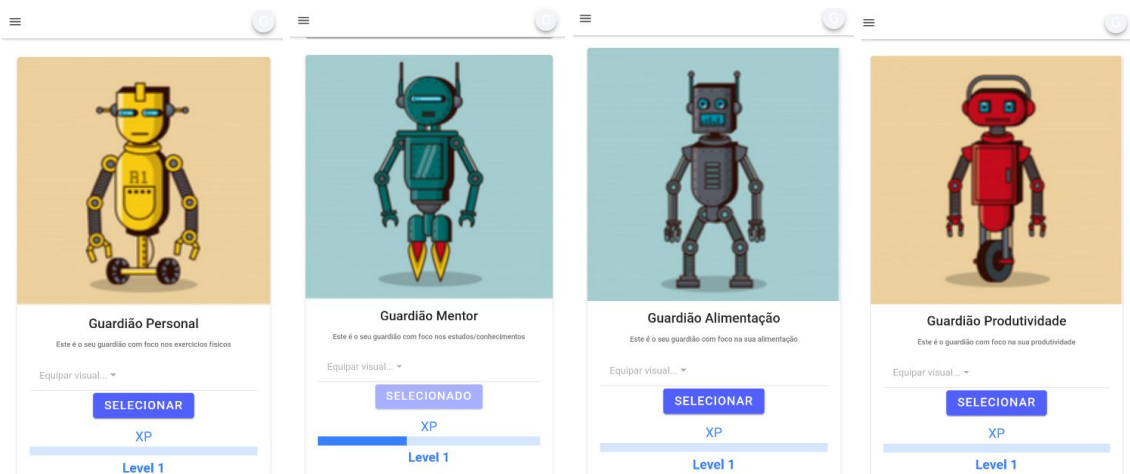 G
R1
Guardião Personal
Este é o seu guardião com foco nos exercicios físicos
Equipar visual...
SELECIONAR
XP
Level 1
Guardião Mentor
Este é o seu guardião com foco nos estudos/conhecimentos
Equipar visual...
SELECIONADO
XP
Level 1
G
Guardião Alimentação
Este é o seu guardião com foco na sua alimentação
Equipar visual...
SELECIONAR
XP
Level 1
G
Guardião Produtividade
Este é o guardião com foco na sua produtividade
Equipar visual...
SELECIONAR
XP
Level 1